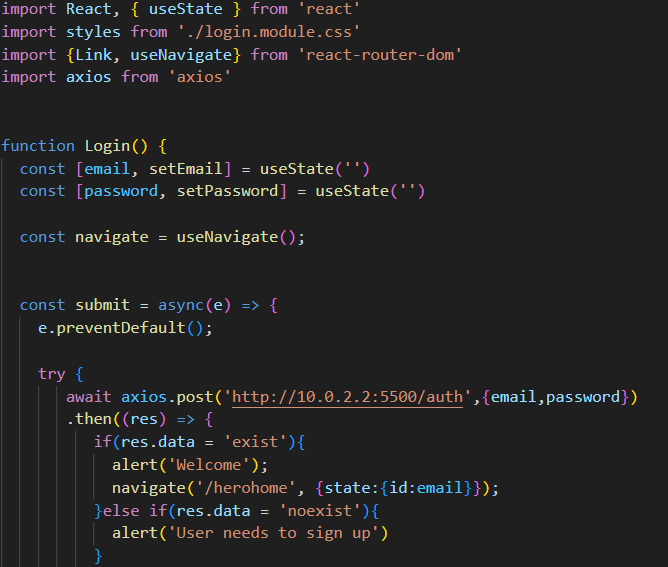 import React, { useState } from 'react'
import styles from './login.module.css'
import {Link, useNavigate} from 'react-router-dom'
import axios from 'axios'
function Login() {
const [email, setEmail] = useState('')
const [password, setPassword] = useState('')
const navigate = useNavigate();
const submit = async(e) => {
e.preventDefault();
try {
await axios.post('http://10.0.2.2:5500/auth',{email,password})
.then((res) => {
if(res.data = 'exist'){
alert('Welcome');
navigate('/herohome', {state:{id:email}});
}else if(res.data = 'noexist'){
alert('User needs to sign up')
}